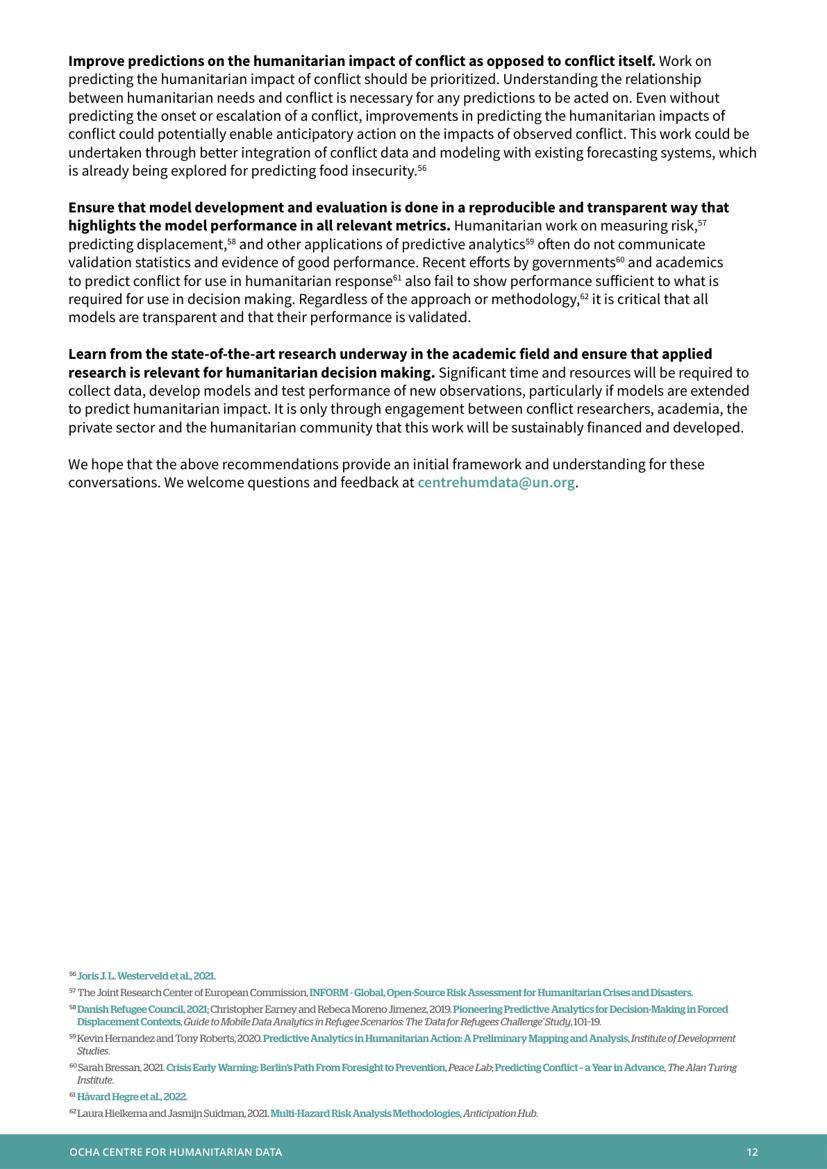 Improve predictions on the humanitarian impact of conflict as opposed to conflict itself. Work on
predicting the humanitarian impact of conflict should be prioritized. Understanding the relationship
between humanitarian needs and conflict is necessary for any predictions to be acted on. Even without
predicting the onset or escalation of a conflict, improvements in predicting the humanitarian impacts of
conflict could potentially enable anticipatory action on the impacts of observed conflict. This work could be
undertaken through better integration of conflict data and modeling with existing forecasting systems, which
is already being explored for predicting food insecurity.⁵⁶
Ensure that model development and evaluation is done in a reproducible and transparent way that
highlights the model performance in all relevant metrics. Humanitarian work on measuring risk,⁵⁷
predicting displacement,⁵⁸ and other applications of predictive analytics⁵⁹ often do not communicate
validation statistics and evidence of good performance. Recent efforts by governments⁶⁰ and academics
to predict conflict for use in humanitarian response⁶¹ also fail to show performance sufficient to what is
required for use in decision making. Regardless of the approach or methodology,⁶² it is critical that all
models are transparent and that their performance is validated.
Learn from the state-of-the-art research underway in the academic field and ensure that applied
research is relevant for humanitarian decision making. Significant time and resources will be required to
collect data, develop models and test performance of new observations, particularly if models are extended
to predict humanitarian impact. It is only through engagement between conflict researchers, academia, the
private sector and the humanitarian community that this work will be sustainably financed and developed.
We hope that the above recommendations provide an initial framework and understanding for these
conversations. We welcome questions and feedback at centrehumdata@un.org.
⁵⁶ Joris J. L. Westerveld et al., 2021.
⁵⁷ The Joint Research Center of European Commission, INFORM - Global, Open-Source Risk Assessment for Humanitarian Crises and Disasters.
⁵⁸ Danish Refugee Council, 2021; Christopher Earney and Rebeca Moreno Jimenez, 2019. Pioneering Predictive Analytics for Decision-Making in Forced
Displacement Contexts, Guide to Mobile Data Analytics in Refugee Scenarios: The 'Data for Refugees Challenge' Study, 101–19.
⁵⁹ Kevin Hernandez and Tony Roberts, 2020. Predictive Analytics in Humanitarian Action: A Preliminary Mapping and Analysis, Institute of Development
Studies.
⁶⁰ Sarah Bressan, 2021. Crisis Early Warning: Berlin's Path From Foresight to Prevention, Peace Lab; Predicting Conflict – a Year in Advance, The Alan Turing
Institute.
⁶¹ Håvard Hegre et al., 2022.
⁶² Laura Hielkema and Jasmijn Suidman, 2021. Multi-Hazard Risk Analysis Methodologies, Anticipation Hub.
OCHA CENTRE FOR HUMANITARIAN DATA 12